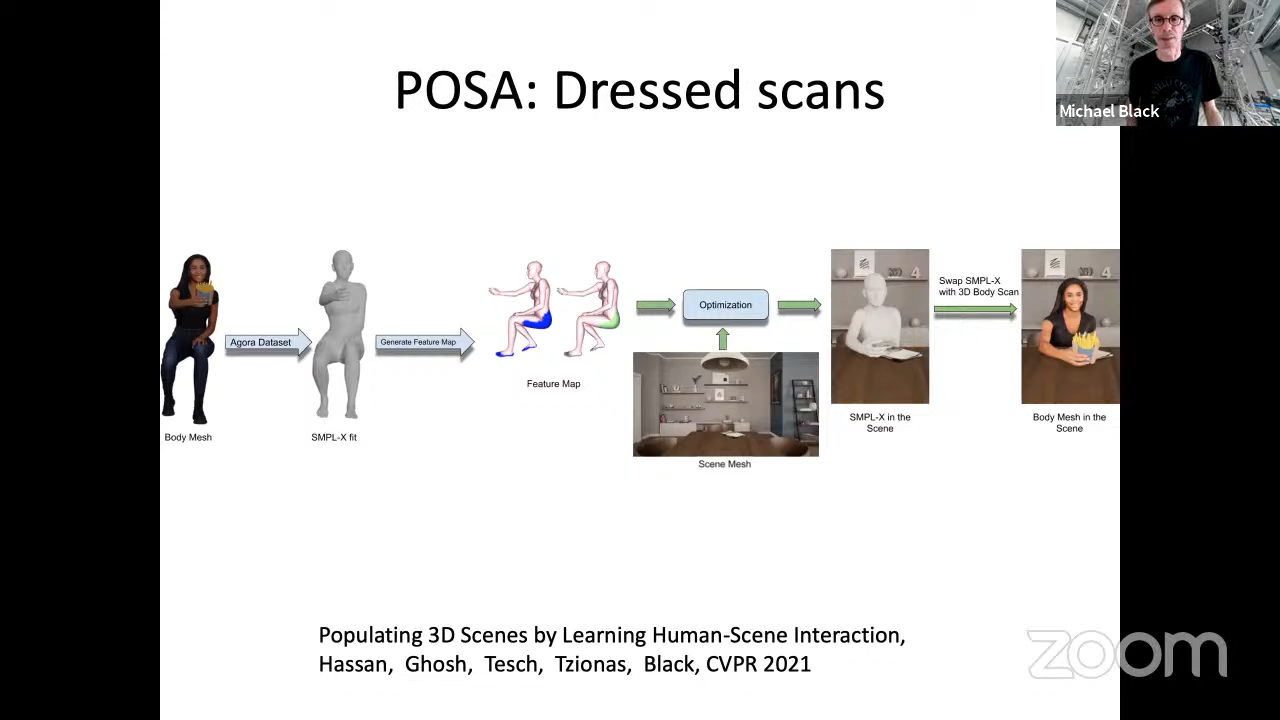 POSA: Dressed scans
Michael Black
Agora Dataset
Generate Feature Map
Optimization
Swap SMPL-X
with 3D Body Scan
Body Mesh
SMPL-X fit
Feature Map
Scene Mesh
SMPL-X in the
Scene
Body Mesh in the
Scene
Populating 3D Scenes by Learning Human-Scene Interaction,
Hassan, Ghosh, Tesch, Tzionas, Black, CVPR 2021
zoom